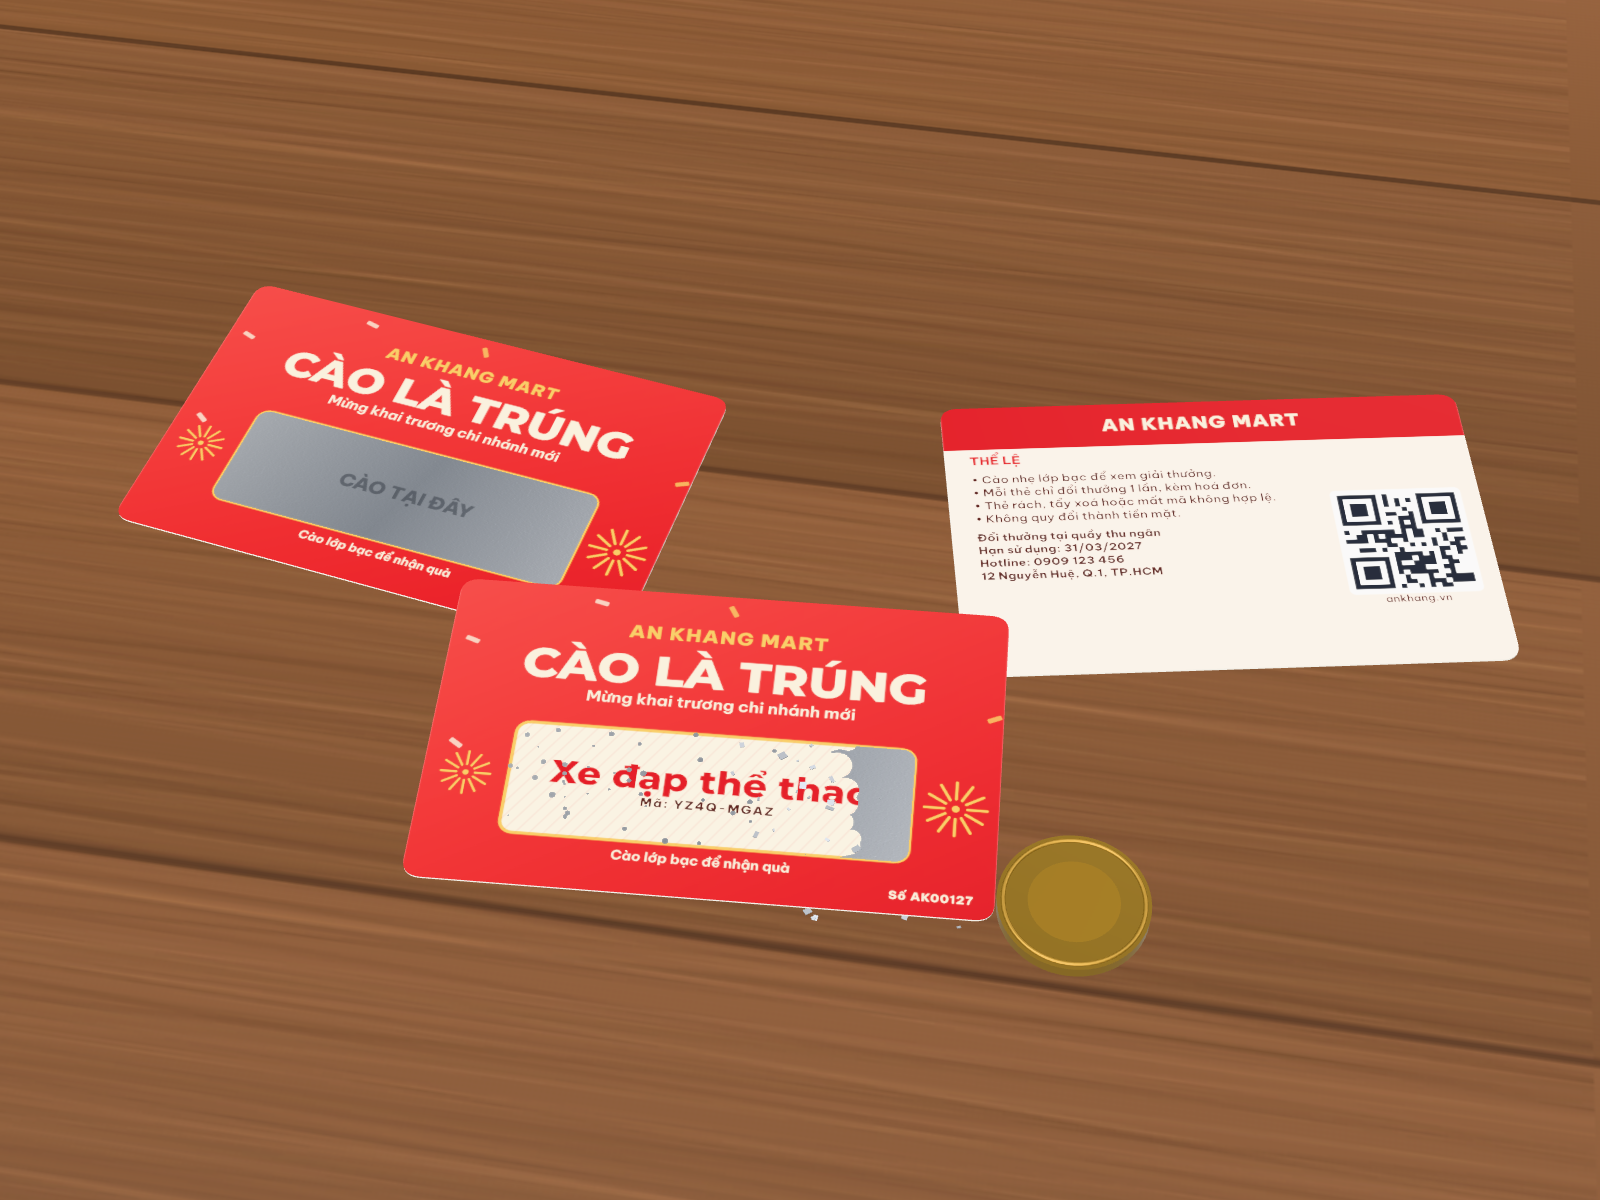 AN KHANG MART
CÀO LÀ TRÚNG
Mừng khai trương chi nhánh mới
CÀO TẠI ĐÂY
Cào lớp bạc để nhận quà
AN KHANG MART
CÀO LÀ TRÚNG
Mừng khai trương chi nhánh mới
Xe đạp thể thao
Mã: YZ4Q-MGAZ
Cào lớp bạc để nhận quà
Số AK00127
AN KHANG MART
THỂ LỆ
• Cào nhẹ lớp bạc để xem giải thưởng.
• Mỗi thẻ chỉ đổi thưởng 1 lần, kèm hoá đơn.
• Thẻ rách, tẩy xoá hoặc mất mã không hợp lệ.
• Không quy đổi thành tiền mặt.
Đổi thưởng tại quầy thu ngân
Hạn sử dụng: 31/03/2027
Hotline: 0909 123 456
12 Nguyễn Huệ, Q.1, TP.HCM
ankhang.vn